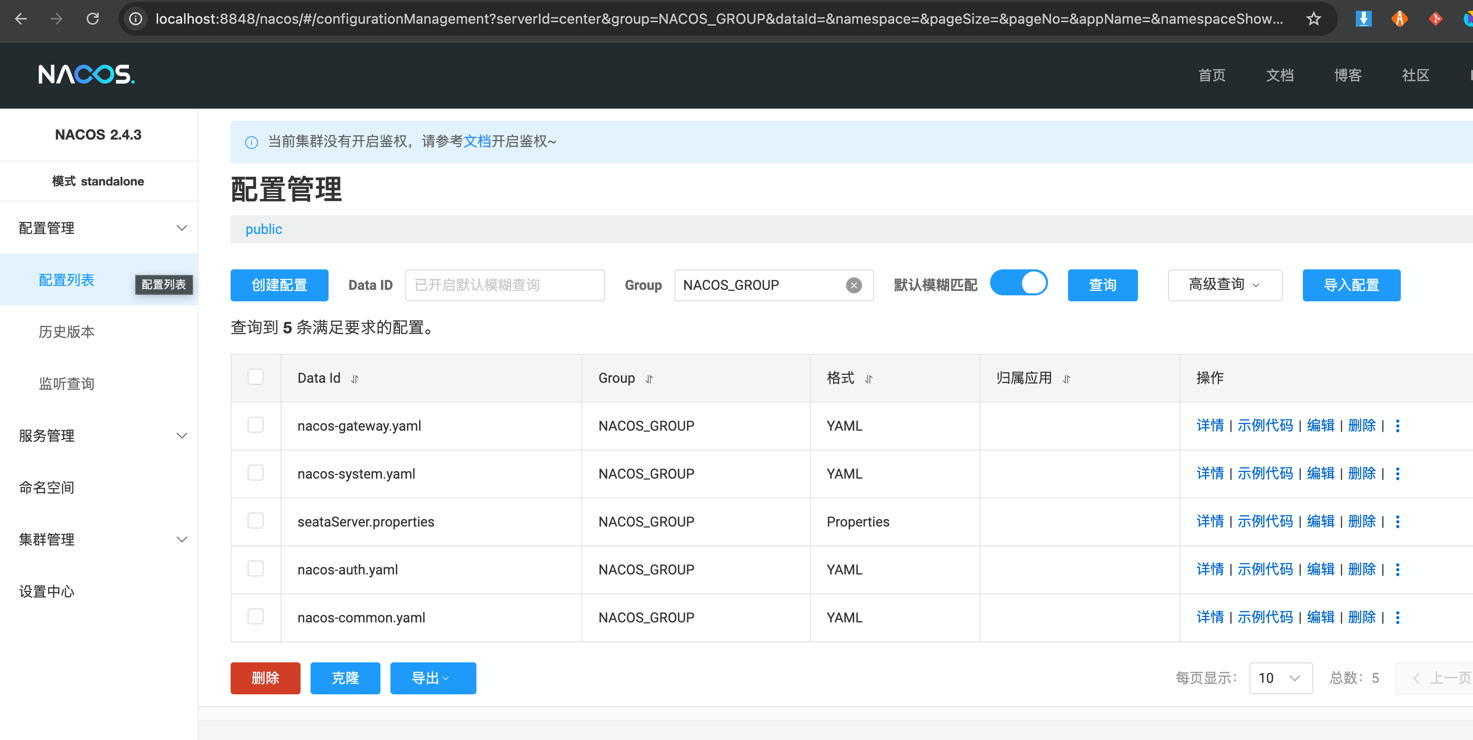 localhost:8848/nacos/#/configurationManagement?serverId=center&group=NACOS_GROUP&dataId=&namespace=&pageSize=&pageNo=&appName=&namespaceShow...
NACOS.
首页 文档 博客 社区
NACOS 2.4.3
模式 standalone
配置管理
配置列表
配置列表
历史版本
监听查询
服务管理
命名空间
集群管理
设置中心
当前集群没有开启鉴权，请参考文档开启鉴权~
配置管理
public
创建配置 Data ID 已开启默认模糊查询 Group NACOS_GROUP 默认模糊匹配 查询 高级查询 导入配置
查询到 5 条满足要求的配置。
Data Id Group 格式 归属应用 操作
nacos-gateway.yaml NACOS_GROUP YAML 详情 | 示例代码 | 编辑 | 删除 |
nacos-system.yaml NACOS_GROUP YAML 详情 | 示例代码 | 编辑 | 删除 |
seataServer.properties NACOS_GROUP Properties 详情 | 示例代码 | 编辑 | 删除 |
nacos-auth.yaml NACOS_GROUP YAML 详情 | 示例代码 | 编辑 | 删除 |
nacos-common.yaml NACOS_GROUP YAML 详情 | 示例代码 | 编辑 | 删除 |
删除 克隆 导出 每页显示： 10 总数：5 上一页